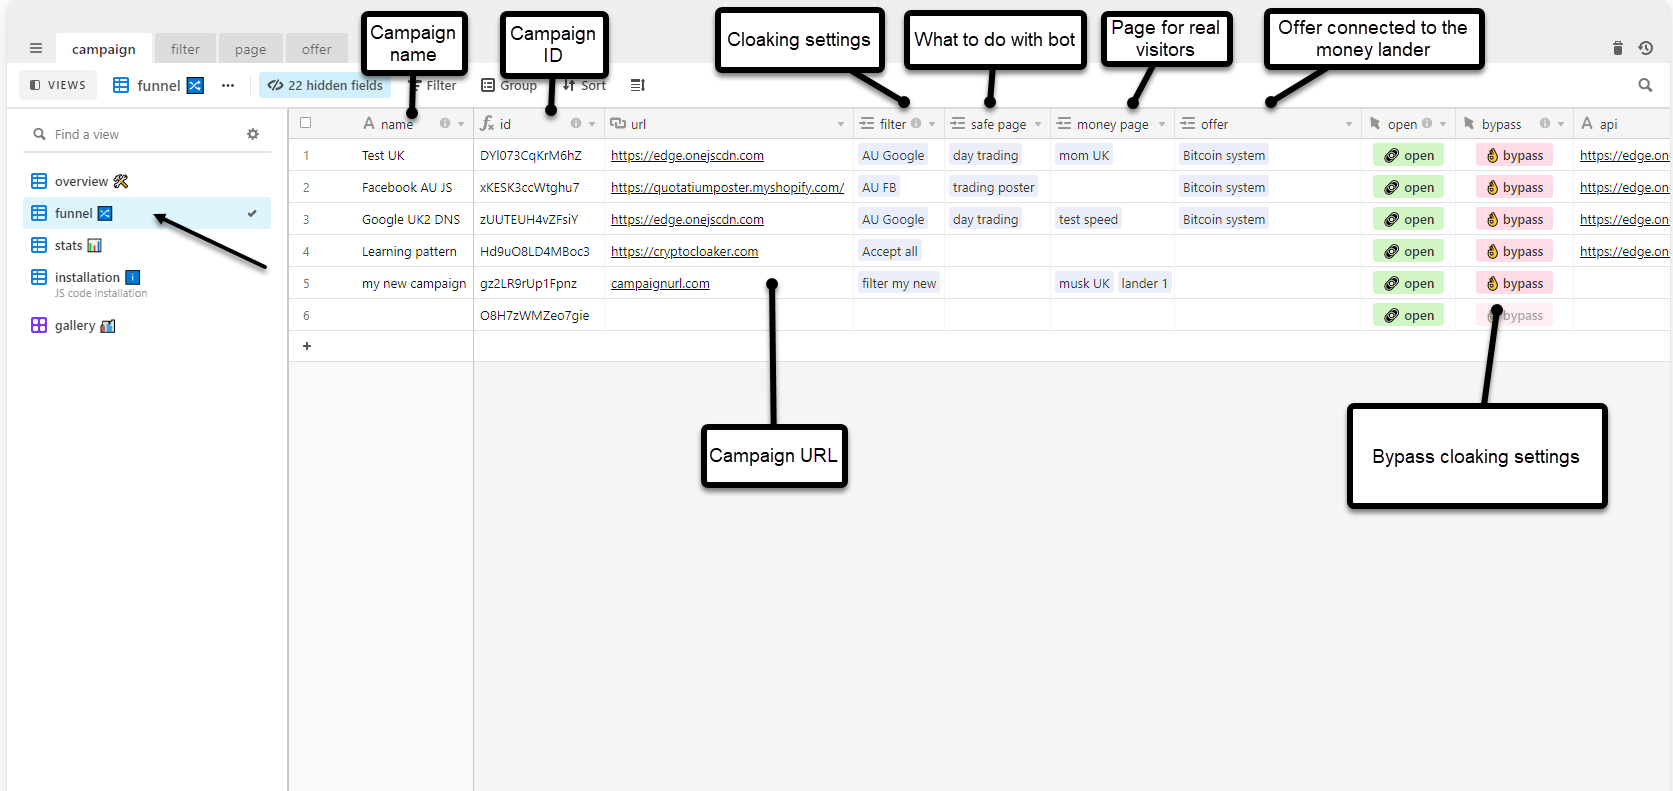 Campaign
name
Campaign
ID
Cloaking settings
What to do with bot
Page for real
visitors
Offer connected to the
money lander
campaign filter page offer
VIEWS funnel ... 22 hidden fields Filter Group Sort
Find a view
overview
funnel
stats
installation
JS code installation
gallery
name id url filter safe page money page offer open bypass api
1 Test UK DYl073CqKrM6hZ https://edge.onejscdn.com AU Google day trading mom UK Bitcoin system open bypass https://edge.on
2 Facebook AU JS xKESK3ccWtghu7 https://quotatiumposter.myshopify.com/ AU FB trading poster Bitcoin system open bypass https://edge.on
3 Google UK2 DNS zUUTEUH4vZFsiY https://edge.onejscdn.com AU Google day trading test speed Bitcoin system open bypass https://edge.on
4 Learning pattern Hd9uO8LD4MBoc3 https://cryptocloaker.com Accept all open bypass https://edge.on
5 my new campaign gz2LR9rUp1Fpnz campaignurl.com filter my new musk UK lander 1 open bypass
6 O8H7zWMZeo7gie open bypass
+
Campaign URL
Bypass cloaking settings